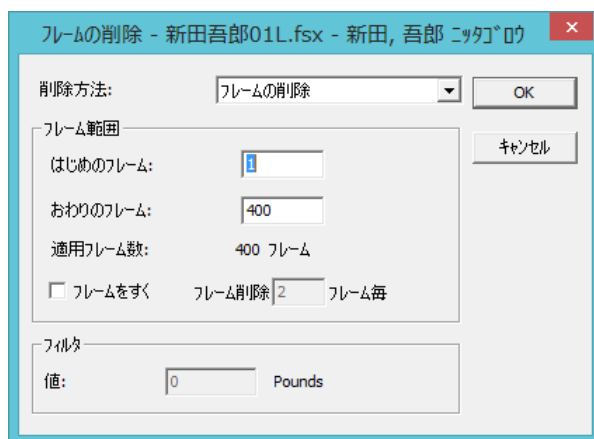 フレームの削除 - 新田吾郎01L.fsx - 新田, 吾郎 ニッタゴロウ
削除方法: フレームの削除 OK
フレーム範囲
キャンセル
はじめのフレーム: 1
おわりのフレーム: 400
適用フレーム数: 400 フレーム
フレームをすく フレーム削除 2 フレーム毎
フィルタ
値: 0 Pounds